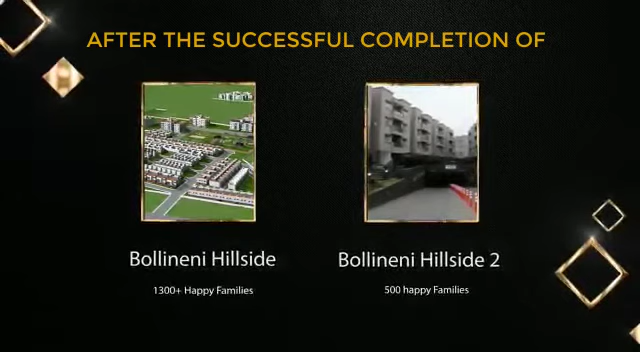 AFTER THE SUCCESSFUL COMPLETION OF
Bollineni Hillside
1300+ Happy Families
Bollineni Hillside 2
500 happy Families